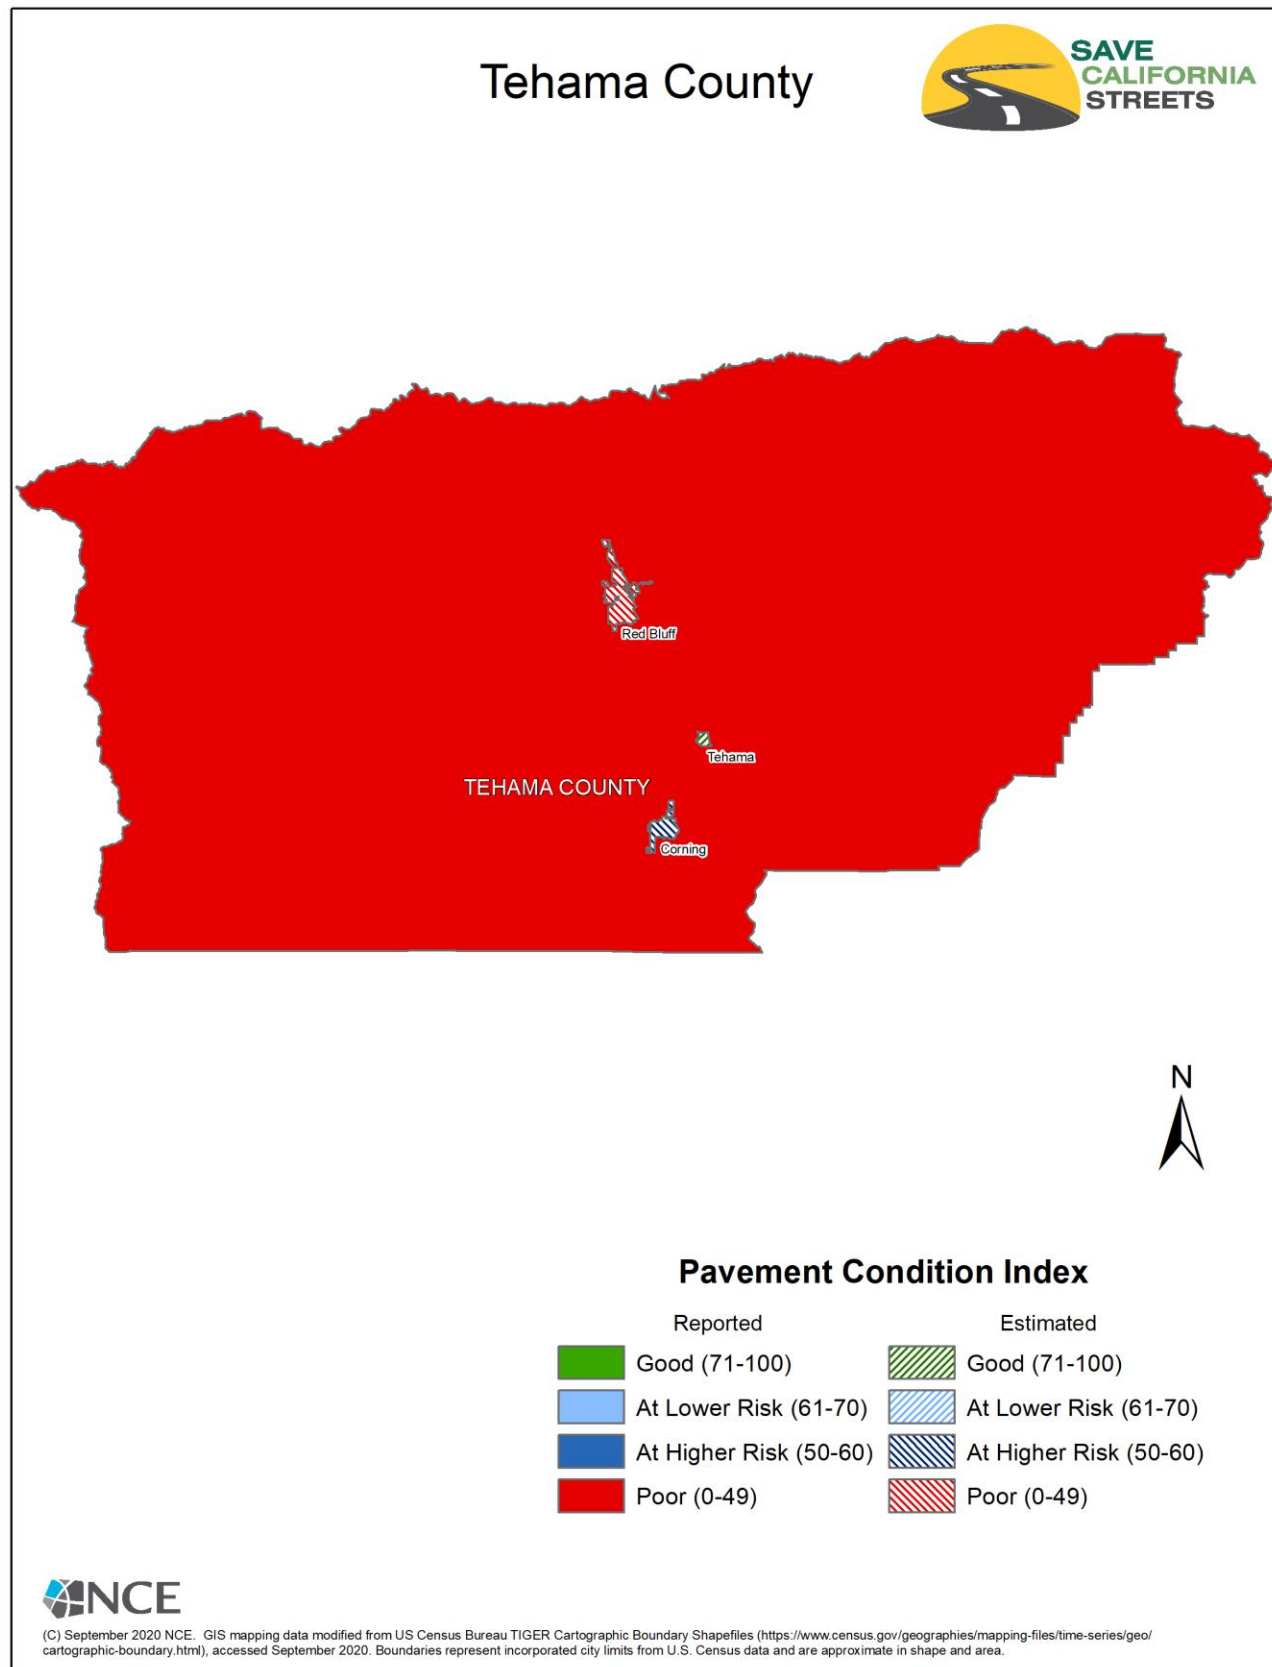 Tehama County
SAVE
CALIFORNIA
STREETS
Red Bluff
Tehama
TEHAMA COUNTY
Corning
N
Pavement Condition Index
Reported
Estimated
Good (71-100)
Good (71-100)
At Lower Risk (61-70)
At Lower Risk (61-70)
At Higher Risk (50-60)
At Higher Risk (50-60)
Poor (0-49)
Poor (0-49)
NCE
(C) September 2020 NCE. GIS mapping data modified from US Census Bureau TIGER Cartographic Boundary Shapefiles (https://www.census.gov/geographies/mapping-files/time-series/geo/
cartographic-boundary.html), accessed September 2020. Boundaries represent incorporated city limits from U.S. Census data and are approximate in shape and area.